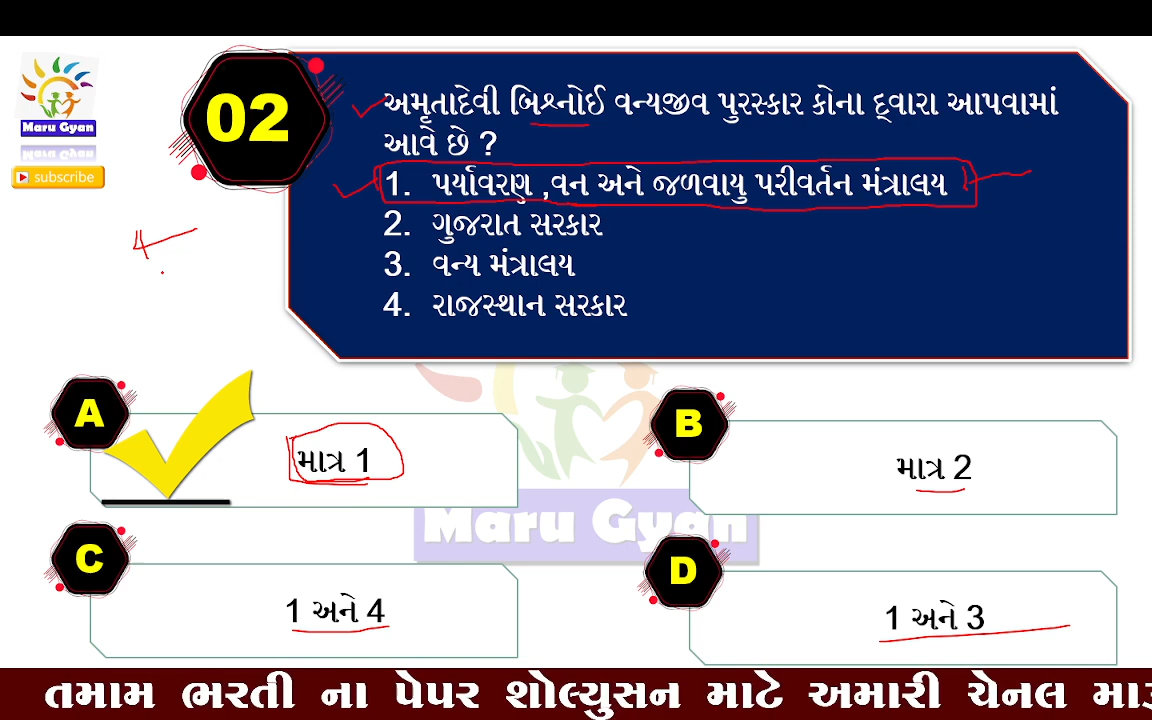 Maru Gyan
subscribe
02
અમૃતાદેવી બિશ્નોઈ વન્યજીવ પુરસ્કાર કોના દ્વારા આપવામાં
આવે છે ?
1. પર્યાવરણ ,વન અને જળવાયુ પરીવર્તન મંત્રાલય
2. ગુજરાત સરકાર
3. વન્ય મંત્રાલય
4. રાજસ્થાન સરકાર
4
A
માત્ર 1
B
માત્ર 2
Maru Gyan
C
1 અને 4
D
1 અને 3
તમામ ભરતી ના પેપર શોલ્યુસન માટે અમારી ચેનલ